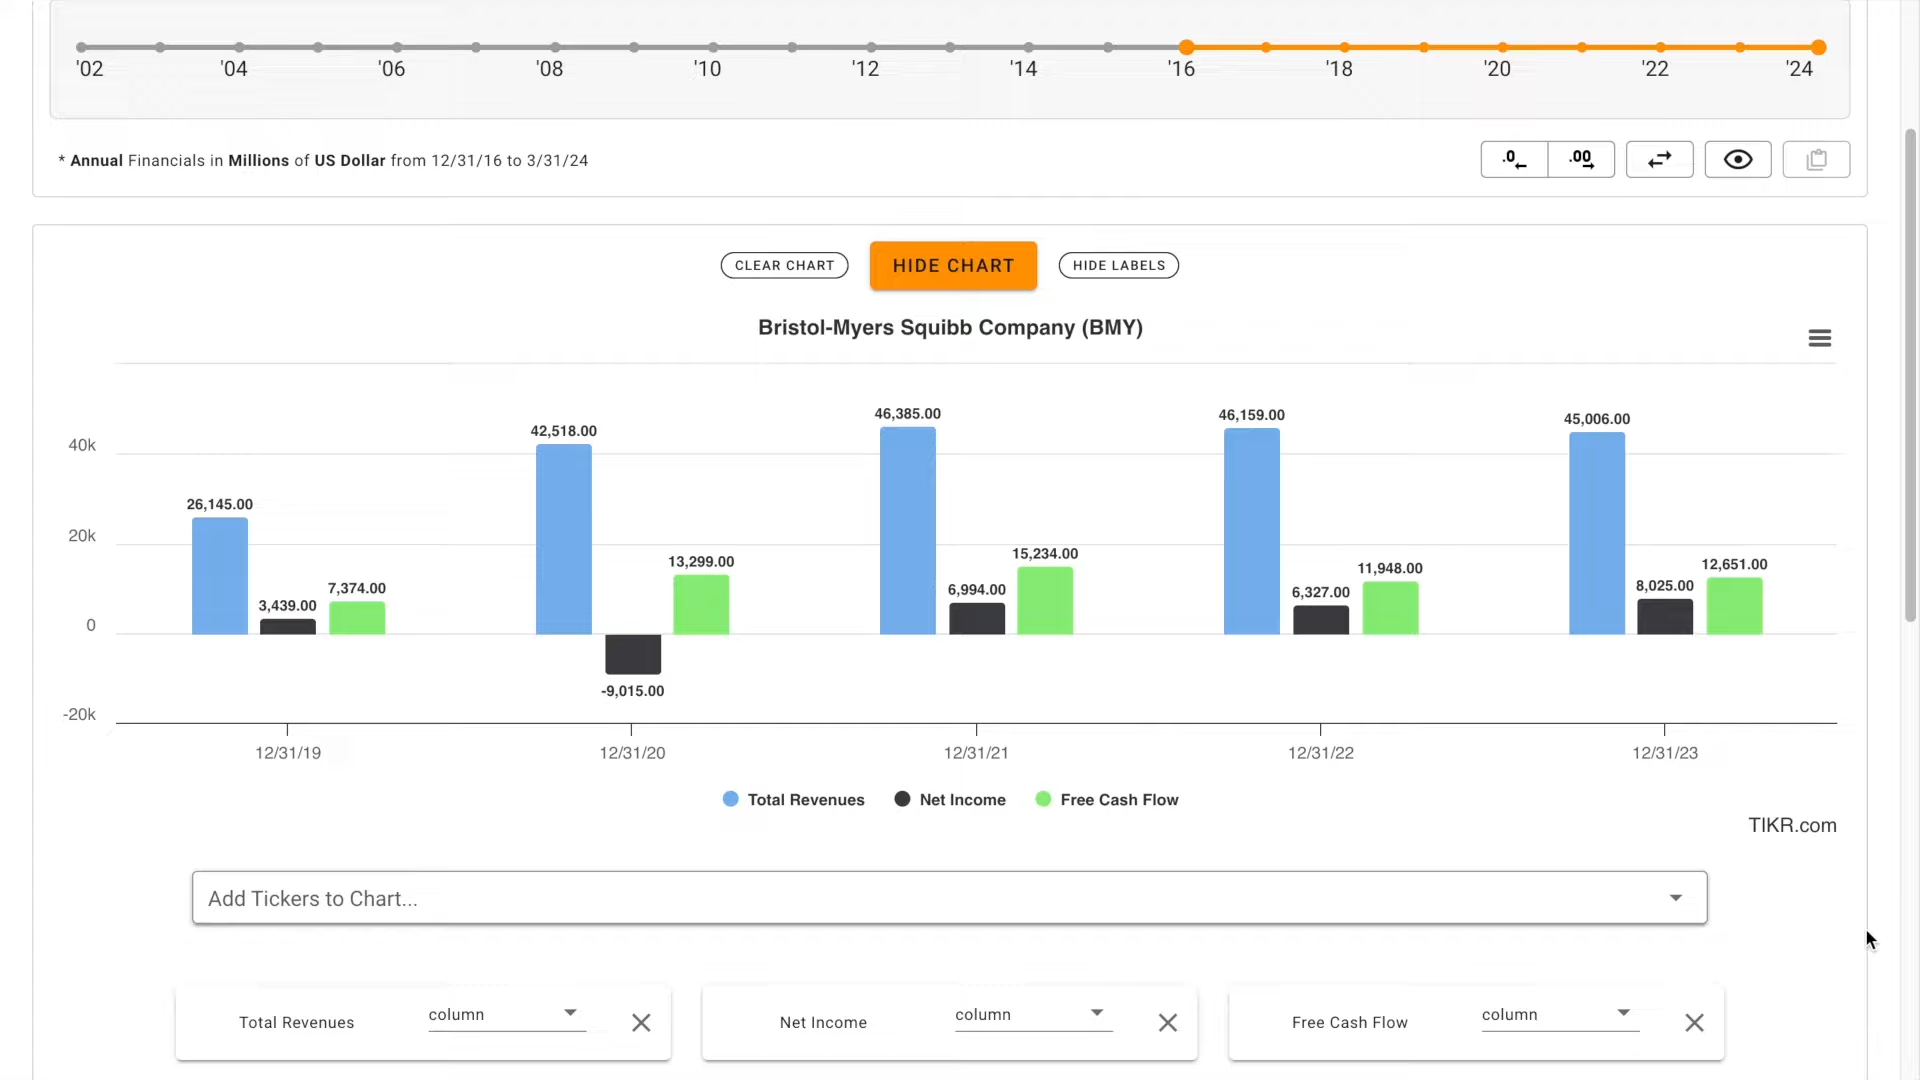 '02 '04 '06 '08 '10 '12 '14 '16 '18 '20 '22 '24
* Annual Financials in Millions of US Dollar from 12/31/16 to 3/31/24
.0 .00
CLEAR CHART HIDE CHART HIDE LABELS
Bristol-Myers Squibb Company (BMY)
46,385.00 46,159.00 45,006.00
42,518.00
40k
26,145.00
20k
15,234.00
13,299.00 11,948.00 12,651.00
7,374.00 6,994.00 6,327.00 8,025.00
3,439.00
0
-9,015.00
-20k
12/31/19 12/31/20 12/31/21 12/31/22 12/31/23
Total Revenues Net Income Free Cash Flow
TIKR.com
Add Tickers to Chart...
Total Revenues column Net Income column Free Cash Flow column